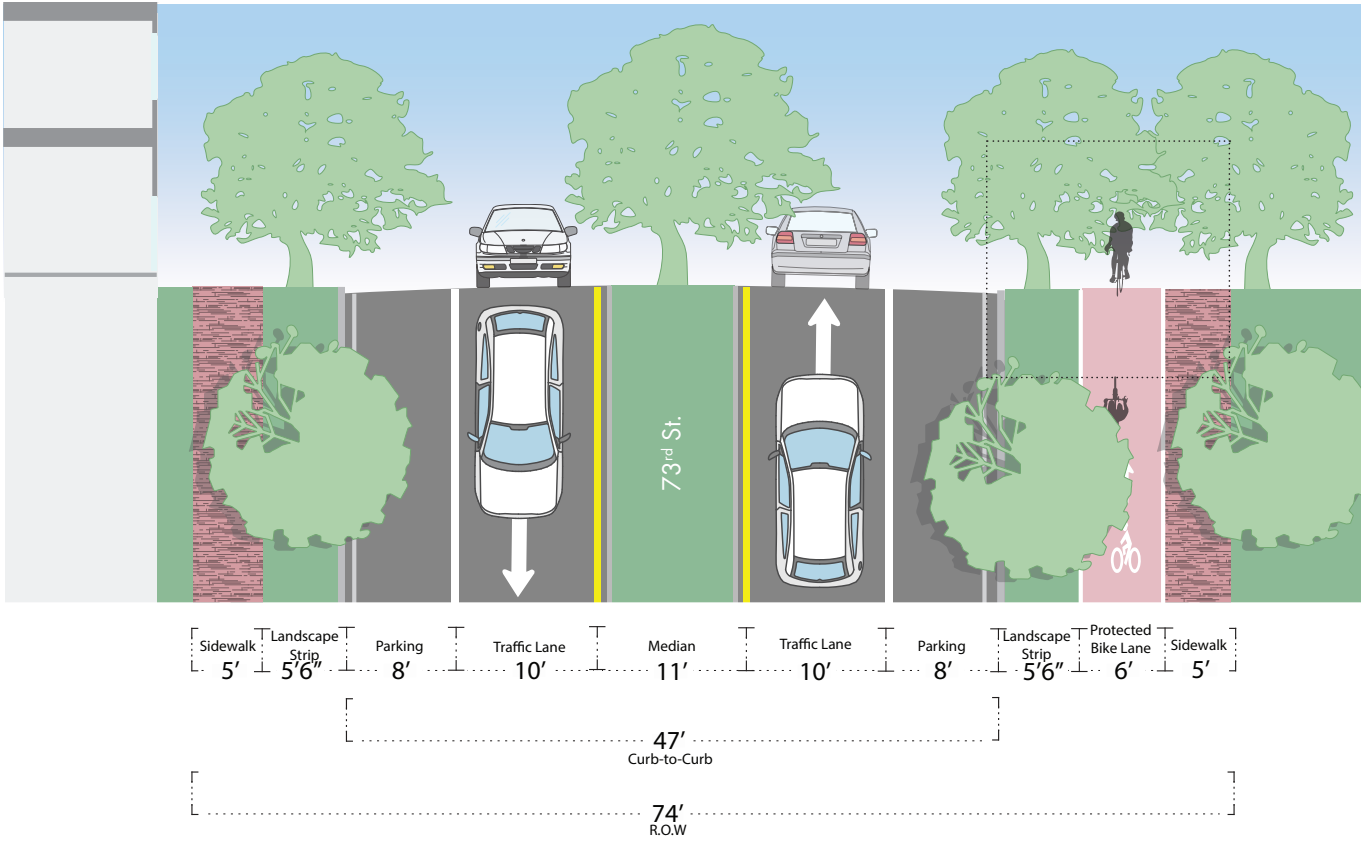 73rd St.
Sidewalk
5’
Landscape
Strip
5’6”
Parking
8’
Traffic Lane
10’
Median
11’
Traffic Lane
10’
Parking
8’
Landscape
Strip
5’6”
Protected
Bike Lane
6’
Sidewalk
5’
47’
Curb-to-Curb
74’
R.O.W